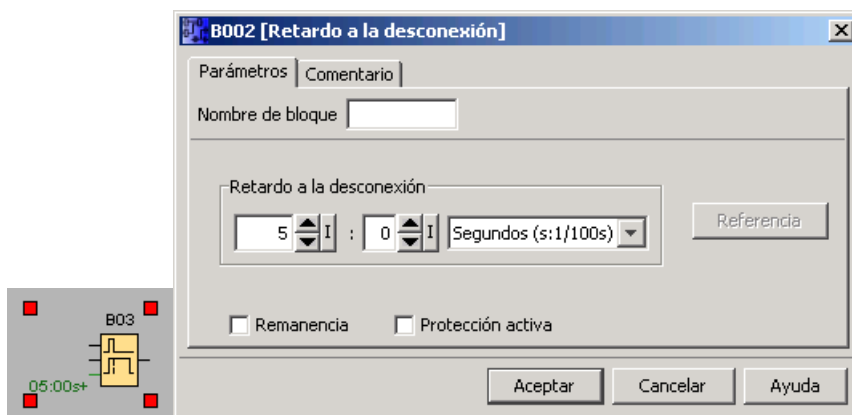 B002 [Retardo a la desconexión]
Parámetros Comentario
Nombre de bloque
Retardo a la desconexión
5 I : 0 I Segundos (s:1/100s)
Referencia
Remanencia Protección activa
Aceptar Cancelar Ayuda
B03
05:00s+